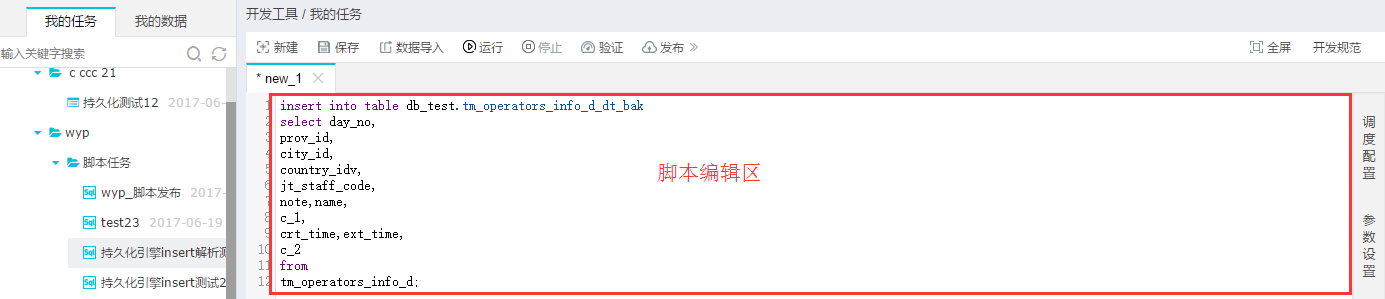 我的任务 我的数据
开发工具 / 我的任务
输入关键字搜索
新建 保存 数据导入 运行 停止 验证 发布 全屏 开发规范
c ccc 21
* new_1
持久化测试12 2017-06-
wyp
脚本任务
wyp_脚本发布 2017-
test23 2017-06-19
持久化引擎insert解析测
持久化引擎insert测试2
1 insert into table db_test.tm_operators_info_d_dt_bak
2 select day_no,
3 prov_id,
4 city_id,
5 country_idv,
6 jt_staff_code,
7 note,name,
8 c_1,
9 crt_time,ext_time,
10 c_2
11 from
12 tm_operators_info_d;
脚本编辑区
调度配置
参数设置